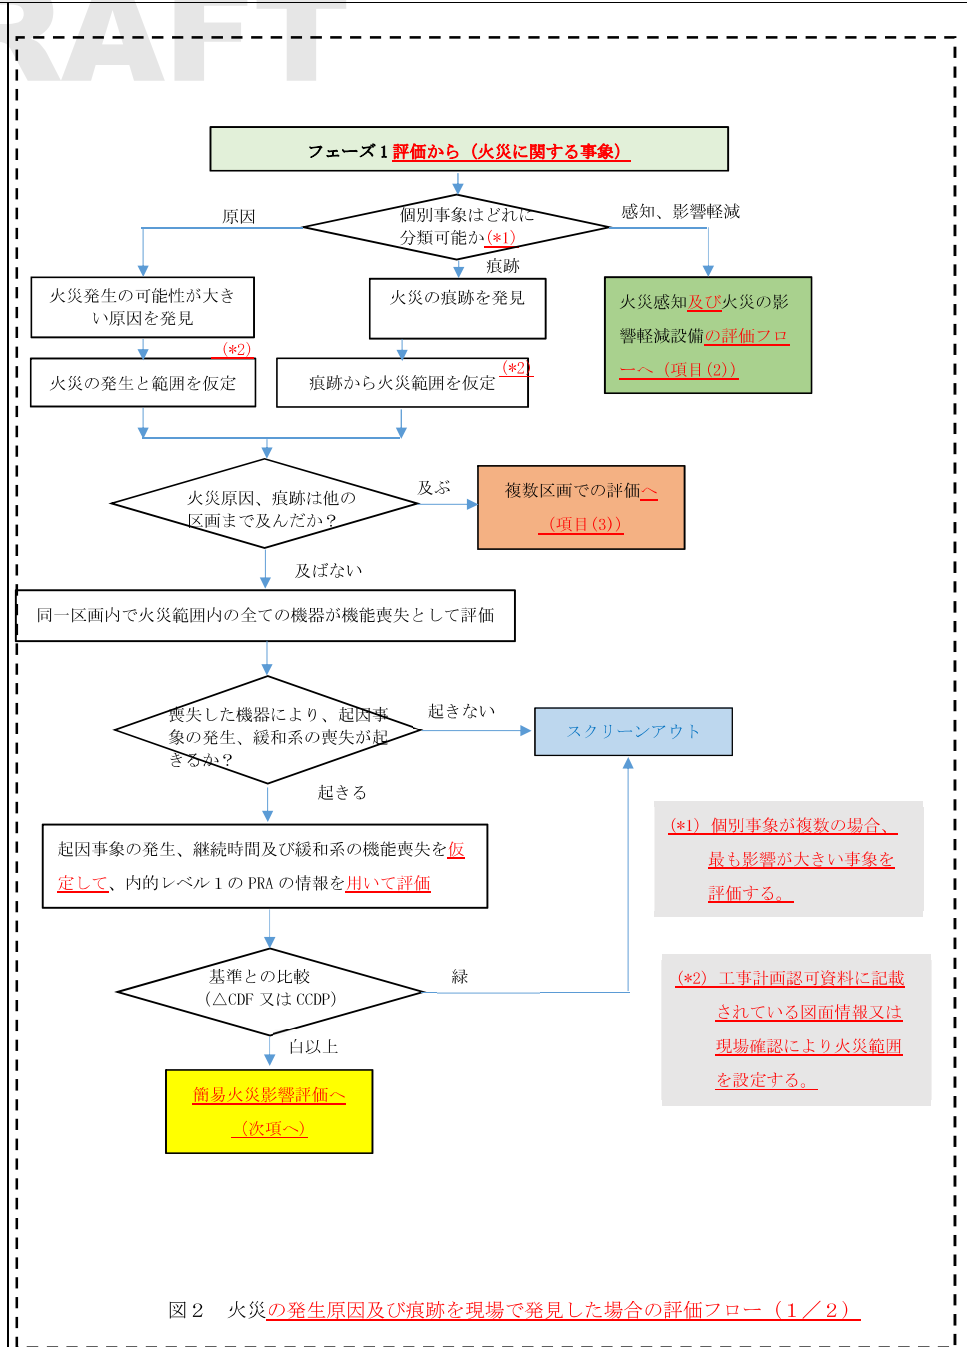 RAFT
フェーズ1評価から（火災に関する事象）
個別事象はどれに
分類可能か(*1)
原因
感知、影響軽減
痕跡
火災発生の可能性が大き
い原因を発見
火災の痕跡を発見
火災感知及び火災の影
響軽減設備の評価フロ
ーへ（項目(2)）
(*2)
火災の発生と範囲を仮定
(*2)
痕跡から火災範囲を仮定
火災原因、痕跡は他の
区画まで及んだか？
及ぶ
複数区画での評価へ
（項目(3)）
及ばない
同一区画内で火災範囲内の全ての機器が機能喪失として評価
喪失した機器により、起因事
象の発生、緩和系の喪失が起
きるか？
起きない
スクリーンアウト
起きる
起因事象の発生、継続時間及び緩和系の機能喪失を仮
定して、内的レベル１の PRA の情報を用いて評価
(*1) 個別事象が複数の場合、
最も影響が大きい事象を
評価する。
基準との比較
（△CDF 又は CCDP）
緑
白以上
(*2) 工事計画認可資料に記載
されている図面情報又は
現場確認により火災範囲
を設定する。
簡易火災影響評価へ
（次項へ）
図２　火災の発生原因及び痕跡を現場で発見した場合の評価フロー（１／２）